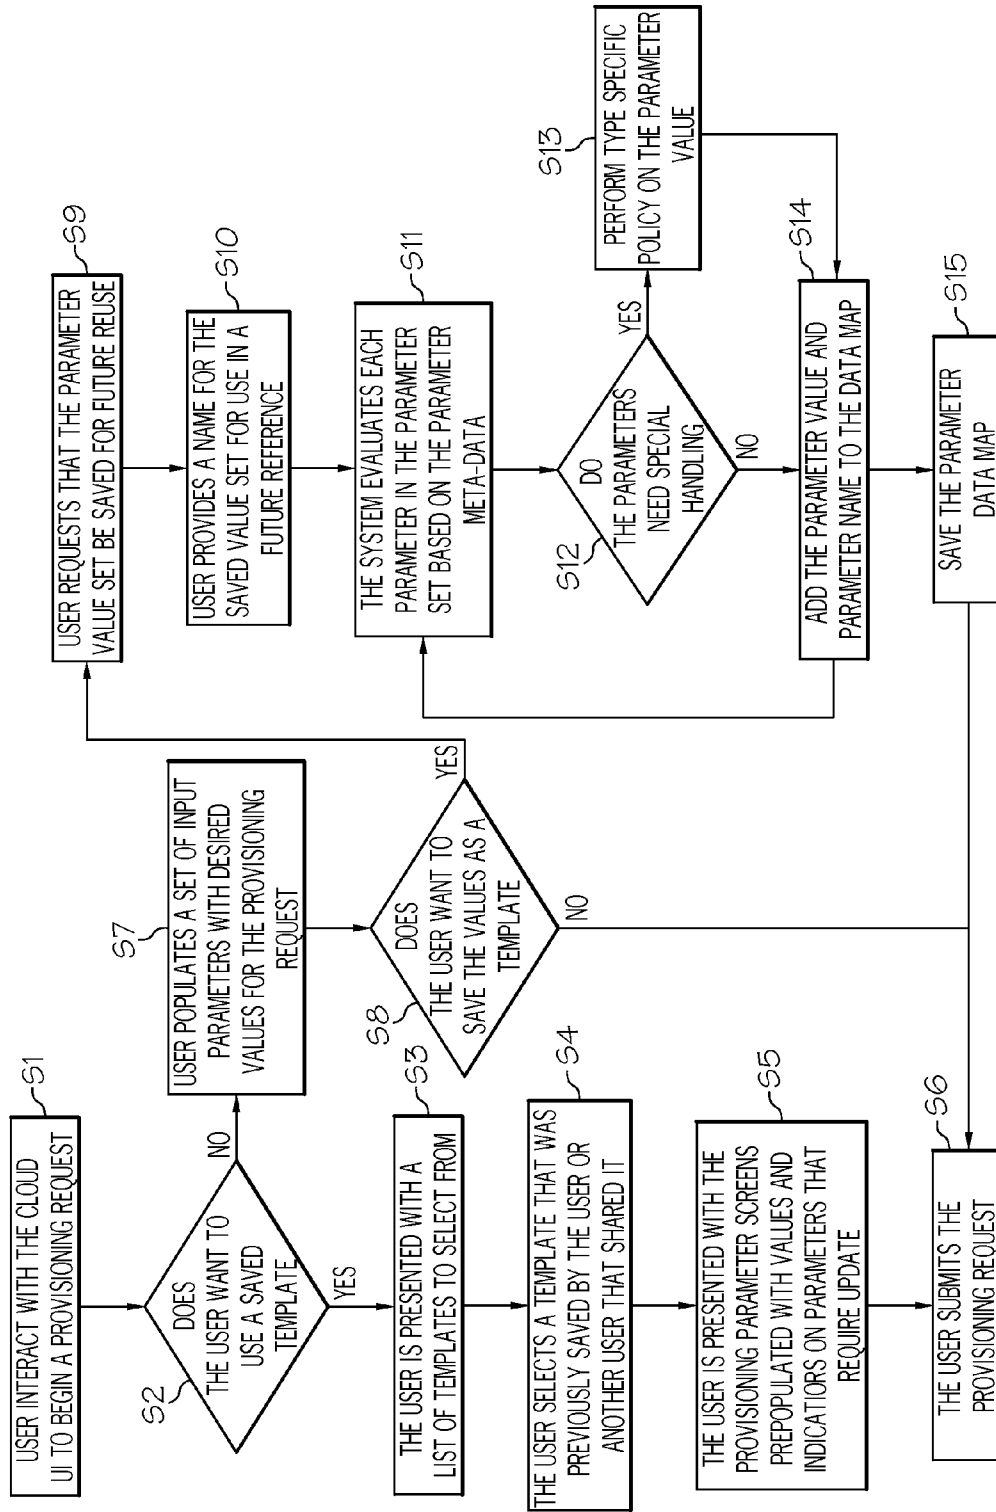 S1
USER INTERACT WITH THE CLOUD
UI TO BEGIN A PROVISIONING REQUEST
S2
DOES
THE USER WANT TO
USE A SAVED
TEMPLATE
NO
YES
S3
THE USER IS PRESENTED WITH A
LIST OF TEMPLATES TO SELECT FROM
S4
THE USER SELECTS A TEMPLATE THAT WAS
PREVIOUSLY SAVED BY THE USER OR
ANOTHER USER THAT SHARED IT
S5
THE USER IS PRESENTED WITH THE
PROVISIONING PARAMETER SCREENS
PREPOPULATED WITH VALUES AND
INDICATIORS ON PARAMETERS THAT
REQUIRE UPDATE
S6
THE USER SUBMITS THE
PROVISIONING REQUEST
S7
USER POPULATES A SET OF INPUT
PARAMETERS WITH DESIRED
VALUES FOR THE PROVISIONING
REQUEST
S8
DOES
THE USER WANT TO
SAVE THE VALUES AS A
TEMPLATE
YES
NO
S9
USER REQUESTS THAT THE PARAMETER
VALUE SET BE SAVED FOR FUTURE REUSE
S10
USER PROVIDES A NAME FOR THE
SAVED VALUE SET FOR USE IN A
FUTURE REFERENCE
S11
THE SYSTEM EVALUATES EACH
PARAMETER IN THE PARAMETER
SET BASED ON THE PARAMETER
META-DATA
S12
DO
THE PARAMETERS
NEED SPECIAL
HANDLING
YES
NO
S13
PERFORM TYPE SPECIFIC
POLICY ON THE PARAMETER
VALUE
S14
ADD THE PARAMETER VALUE AND
PARAMETER NAME TO THE DATA MAP
S15
SAVE THE PARAMETER
DATA MAP